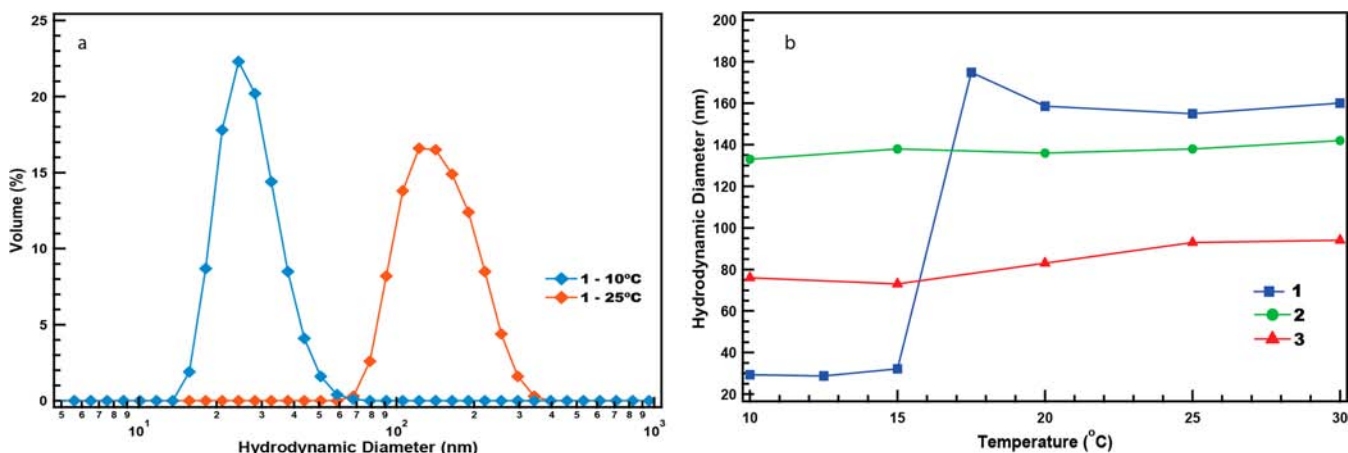 a
25
20
15
10
5
0
Volume (%)
1 - 10ºC
1 - 25ºC
5 6 7 8 9 10¹ 2 3 4 5 6 7 8 9 10² 2 3 4 5 6 7 8 9 10³
Hydrodynamic Diameter (nm)
b
200
180
160
140
120
100
80
60
40
20
Hydrodynamic Diameter (nm)
1
2
3
10 15 20 25 30
Temperature (°C)